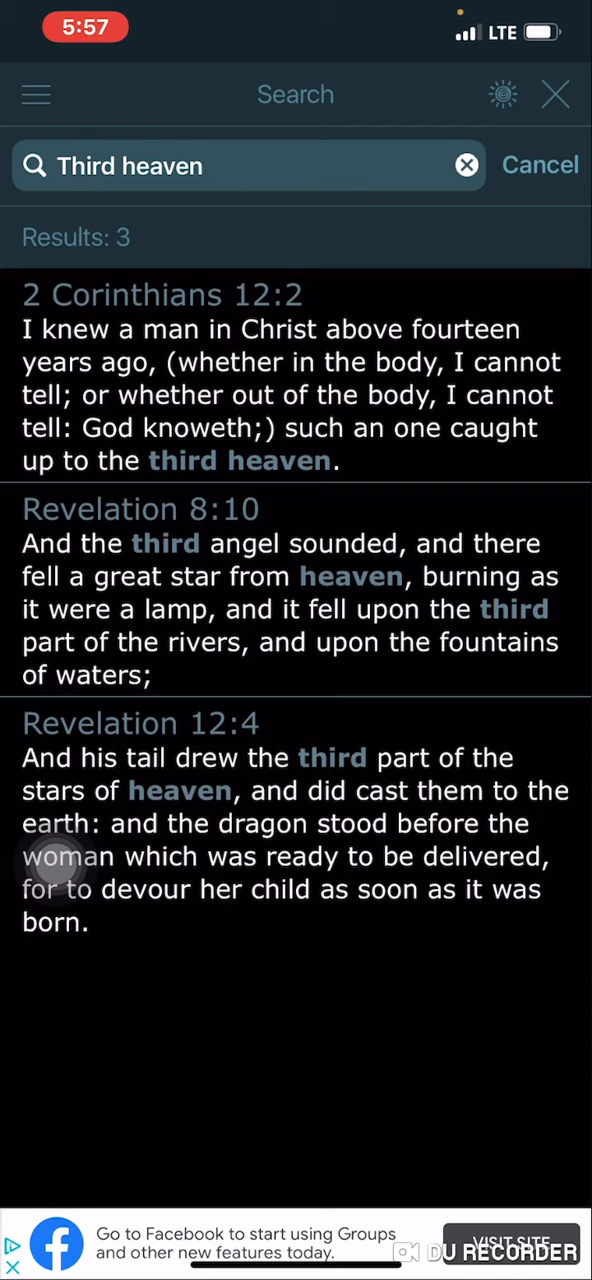 5:57
LTE
Search
Third heaven
Cancel
Results: 3
2 Corinthians 12:2
I knew a man in Christ above fourteen
years ago, (whether in the body, I cannot
tell; or whether out of the body, I cannot
tell: God knoweth;) such an one caught
up to the third heaven.
Revelation 8:10
And the third angel sounded, and there
fell a great star from heaven, burning as
it were a lamp, and it fell upon the third
part of the rivers, and upon the fountains
of waters;
Revelation 12:4
And his tail drew the third part of the
stars of heaven, and did cast them to the
earth: and the dragon stood before the
woman which was ready to be delivered,
for to devour her child as soon as it was
born.
Go to Facebook to start using Groups
and other new features today.
VISIT SITE
DU RECORDER